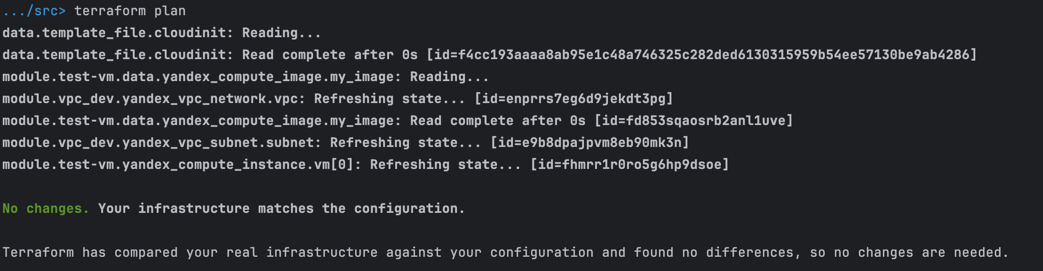 .../src> terraform plan
data.template_file.cloudinit: Reading...
data.template_file.cloudinit: Read complete after 0s [id=f4cc193aaaa8ab95e1c48a746325c282ded6130315959b54ee57130be9ab4286]
module.test-vm.data.yandex_compute_image.my_image: Reading...
module.vpc_dev.yandex_vpc_network.vpc: Refreshing state... [id=enprrs7eg6d9jekdt3pg]
module.test-vm.data.yandex_compute_image.my_image: Read complete after 0s [id=fd853sqaosrb2anl1uve]
module.vpc_dev.yandex_vpc_subnet.subnet: Refreshing state... [id=e9b8dpajpvm8eb90mk3n]
module.test-vm.yandex_compute_instance.vm[0]: Refreshing state... [id=fhmrr1r0ro5g6hp9dsoe]
No changes. Your infrastructure matches the configuration.
Terraform has compared your real infrastructure against your configuration and found no differences, so no changes are needed.